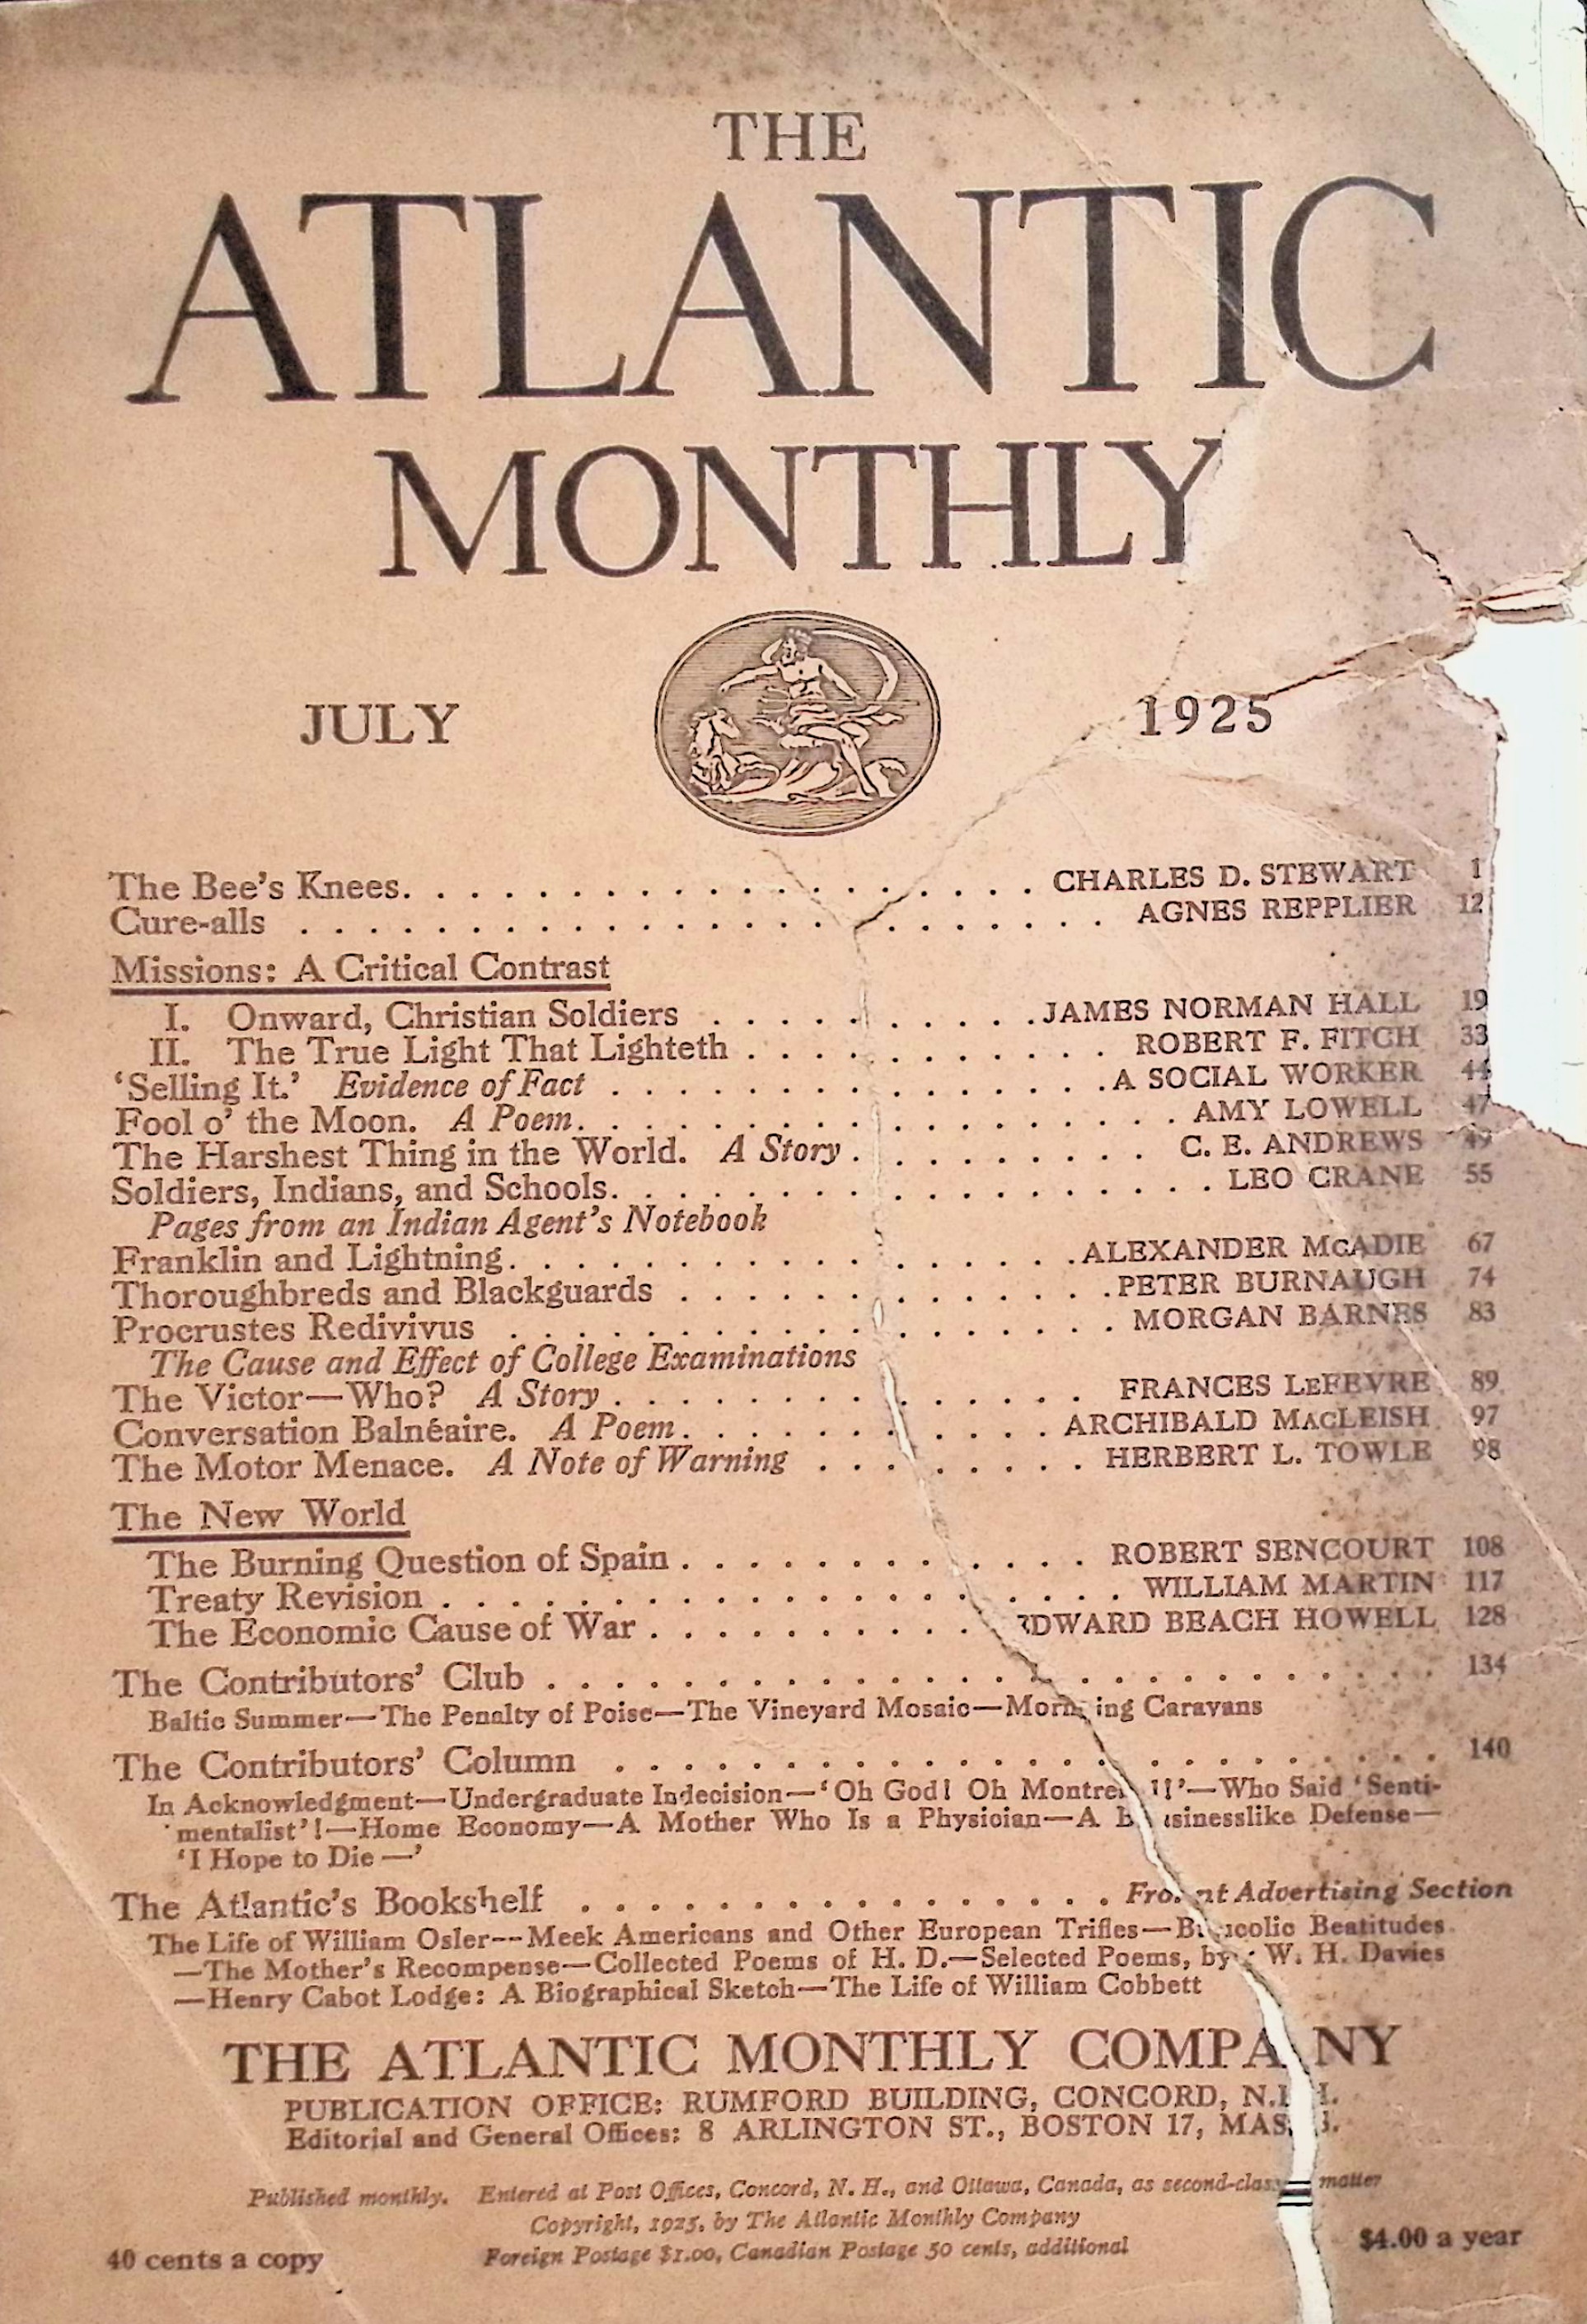 THE
ATLANTIC
MONTHLY
JULY 1925
The Bee's Knees. . . . . . . . . . . . . . . . . . . . CHARLES D. STEWART 1
Cure-alls . . . . . . . . . . . . . . . . . . . . . . . . AGNES REPPLIER 12
Missions: A Critical Contrast
I. Onward, Christian Soldiers . . . . . . . . . . JAMES NORMAN HALL 19
II. The True Light That Lighteth . . . . . . . . . . . ROBERT F. FITCH 33
'Selling It.' Evidence of Fact . . . . . . . . . . . . . . . A SOCIAL WORKER 44
Fool o' the Moon. A Poem. . . . . . . . . . . . . . . . . . . AMY LOWELL 47
The Harshest Thing in the World. A Story . . . . . . . . . . C. E. ANDREWS 49
Soldiers, Indians, and Schools. . . . . . . . . . . . . . . . . . . LEO CRANE 55
Pages from an Indian Agent's Notebook
Franklin and Lightning. . . . . . . . . . . . . . . . . . ALEXANDER McADIE 67
Thoroughbreds and Blackguards . . . . . . . . . . . . . PETER BURNAUGH 74
Procrustes Redivivus . . . . . . . . . . . . . . . . . . MORGAN BARNES 83
The Cause and Effect of College Examinations
The Victor—Who? A Story . . . . . . . . . . . . . . FRANCES LeFEVRE 89
Conversation Balnéaire. A Poem. . . . . . . . . . . . ARCHIBALD MacLEISH 97
The Motor Menace. A Note of Warning . . . . . . . . . HERBERT L. TOWLE 98
The New World
The Burning Question of Spain . . . . . . . . . . . . . ROBERT SENCOURT 108
Treaty Revision . . . . . . . . . . . . . . . . . . . . . WILLIAM MARTIN 117
The Economic Cause of War . . . . . . . . . . . EDWARD BEACH HOWELL 128
The Contributors' Club . . . . . . . . . . . . . . . . . . . . . . . . . . . 134
Baltic Summer—The Penalty of Poise—The Vineyard Mosaic—Morning Caravans
The Contributors' Column . . . . . . . . . . . . . . . . . . . . . . . . . 140
In Acknowledgment—Undergraduate Indecision—'Oh God! Oh Montreal!'—Who Said 'Senti-
mentalist'!—Home Economy—A Mother Who Is a Physician—A Businesslike Defense—
'I Hope to Die—'
The Atlantic's Bookshelf . . . . . . . . . . . . . . . . Front Advertising Section
The Life of William Osler--Meek Americans and Other European Trifles—Bucolic Beatitudes
—The Mother's Recompense—Collected Poems of H. D.—Selected Poems, by W. H. Davies
—Henry Cabot Lodge: A Biographical Sketch—The Life of William Cobbett
THE ATLANTIC MONTHLY COMPANY
PUBLICATION OFFICE: RUMFORD BUILDING, CONCORD, N.H.
Editorial and General Offices: 8 ARLINGTON ST., BOSTON 17, MASS.
Published monthly. Entered at Post Offices, Concord, N. H., and Ottawa, Canada, as second-class matter
Copyright, 1925, by The Atlantic Monthly Company
40 cents a copy Foreign Postage $1.00, Canadian Postage 50 cents, additional $4.00 a year